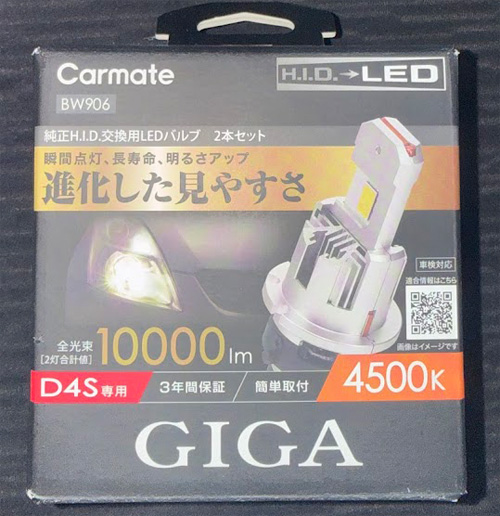 Carmate
H.I.D.→LED
BW906
純正H.I.D.交換用LEDバルブ 2本セット
瞬間点灯、長寿命、明るさアップ
進化した見やすさ
車検対応
適合情報はこちら
画像はイメージです
全光束
[2灯合計値]
10000lm
D4S専用
3年間保証
簡単取付
4500K
GIGA